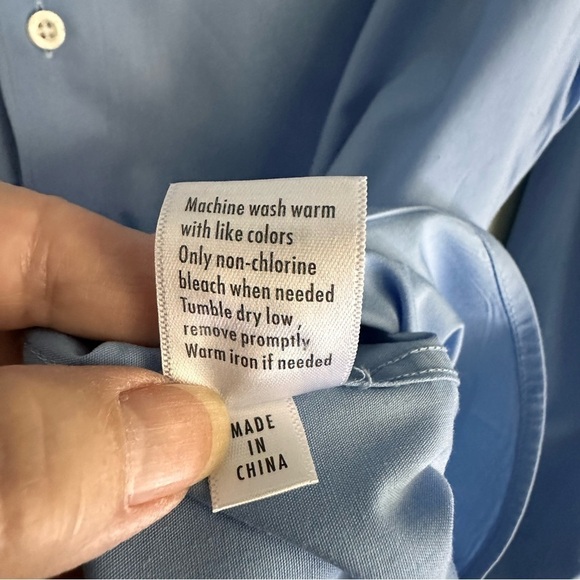 Machine wash warm
with like colors
Only non-chlorine
bleach when needed
Tumble dry low,
remove promptly
Warm iron if needed
MADE
IN
CHINA